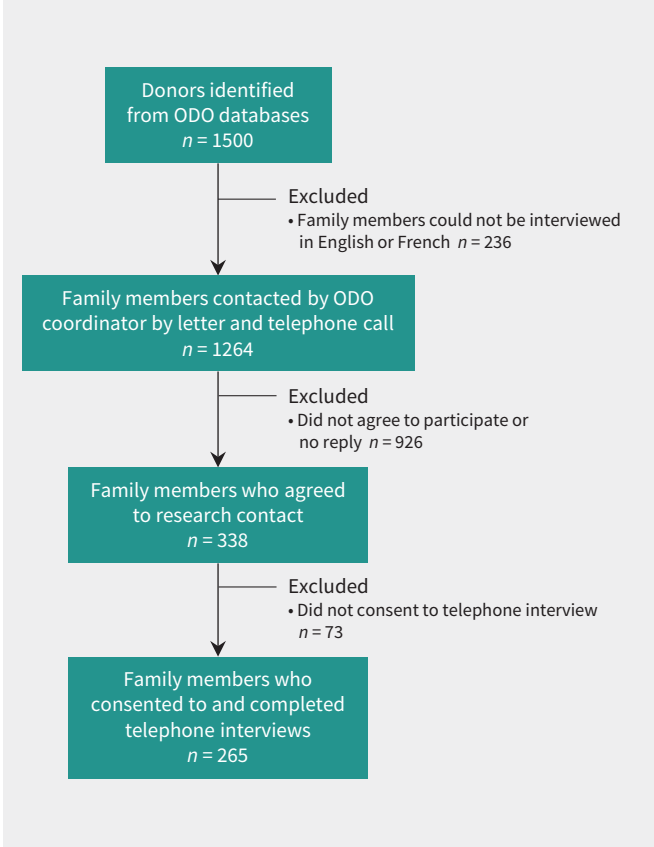 Donors identified
from ODO databases
n = 1500
Excluded
• Family members could not be interviewed
in English or French n = 236
Family members contacted by ODO
coordinator by letter and telephone call
n = 1264
Excluded
• Did not agree to participate or
no reply n = 926
Family members who agreed
to research contact
n = 338
Excluded
• Did not consent to telephone interview
n = 73
Family members who
consented to and completed
telephone interviews
n = 265